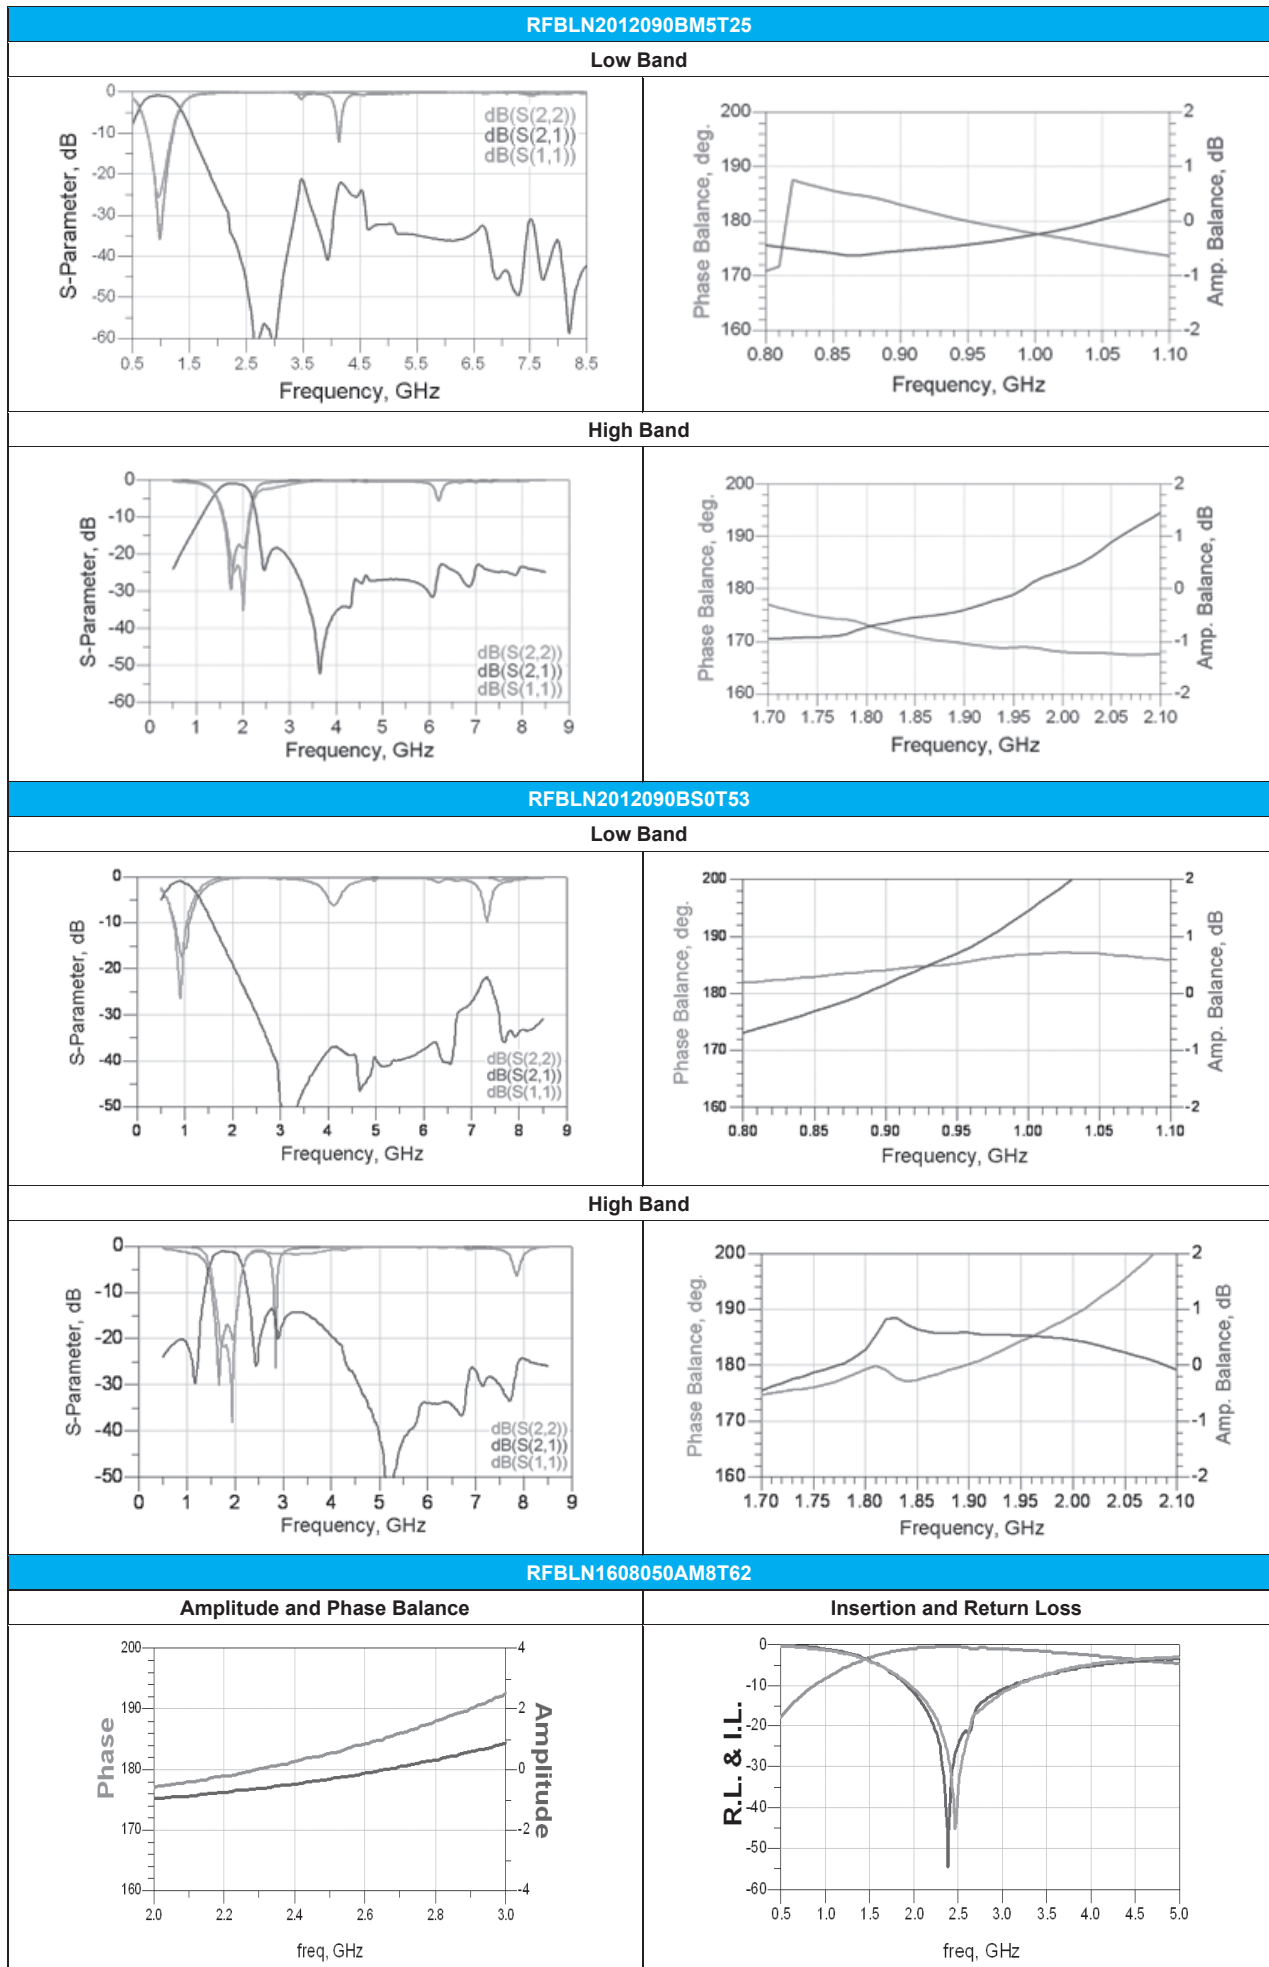 RFBLN2012090BM5T25
Low Band
S-Parameter, dB
0
-10
-20
-30
-40
-50
-60
dB(S(2,2))
dB(S(2,1))
dB(S(1,1))
0.5 1.5 2.5 3.5 4.5 5.5 6.5 7.5 8.5
Frequency, GHz
Phase Balance, deg.
200
190
180
170
160
2
1
0
-1
-2
Amp. Balance, dB
0.80 0.85 0.90 0.95 1.00 1.05 1.10
Frequency, GHz
High Band
S-Parameter, dB
0
-10
-20
-30
-40
-50
-60
dB(S(2,2))
dB(S(2,1))
dB(S(1,1))
0 1 2 3 4 5 6 7 8 9
Frequency, GHz
Phase Balance, deg.
200
190
180
170
160
2
1
0
-1
-2
Amp. Balance, dB
1.70 1.75 1.80 1.85 1.90 1.95 2.00 2.05 2.10
Frequency, GHz
RFBLN2012090BS0T53
Low Band
S-Parameter, dB
0
-10
-20
-30
-40
-50
dB(S(2,2))
dB(S(2,1))
dB(S(1,1))
0 1 2 3 4 5 6 7 8 9
Frequency, GHz
Phase Balance, deg.
200
190
180
170
160
2
1
0
-1
-2
Amp. Balance, dB
0.80 0.85 0.90 0.95 1.00 1.05 1.10
Frequency, GHz
High Band
S-Parameter, dB
0
-10
-20
-30
-40
-50
dB(S(2,2))
dB(S(2,1))
dB(S(1,1))
0 1 2 3 4 5 6 7 8 9
Frequency, GHz
Phase Balance, deg.
200
190
180
170
160
2
1
0
-1
-2
Amp. Balance, dB
1.70 1.75 1.80 1.85 1.90 1.95 2.00 2.05 2.10
Frequency, GHz
RFBLN1608050AM8T62
Amplitude and Phase Balance
Insertion and Return Loss
Phase
200
190
180
170
160
4
2
0
-2
-4
Amplitude
2.0 2.2 2.4 2.6 2.8 3.0
freq, GHz
R.L. & I.L.
0
-10
-20
-30
-40
-50
-60
0.5 1.0 1.5 2.0 2.5 3.0 3.5 4.0 4.5 5.0
freq, GHz